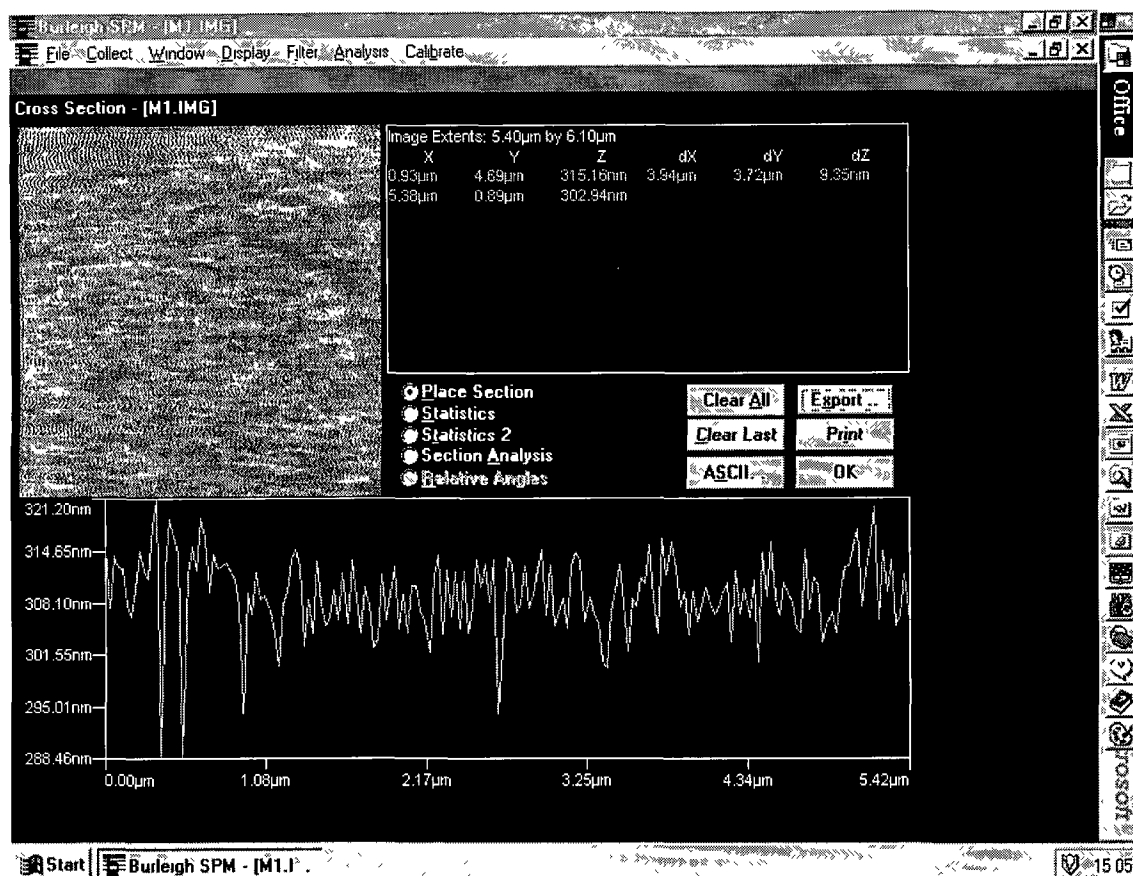 Burleigh SPM - [M1.IMG]
File Collect Window Display Filter Analysis Calibrate
Cross Section - [M1.IMG]
Image Extents: 5.40µm by 6.10µm
X Y Z dX dY dZ
0.93µm 4.69µm 315.16nm 3.94µm 3.72µm 9.35nm
5.38µm 0.89µm 302.94nm
Place Section
Statistics
Statistics 2
Section Analysis
Relative Angles
Clear All Export ..
Clear Last Print
ASCII.. OK
321.20nm
314.65nm
308.10nm
301.55nm
295.01nm
288.46nm
0.00µm 1.08µm 2.17µm 3.25µm 4.34µm 5.42µm
Office
rosoft
Start Burleigh SPM - [M1.I' . 15 05